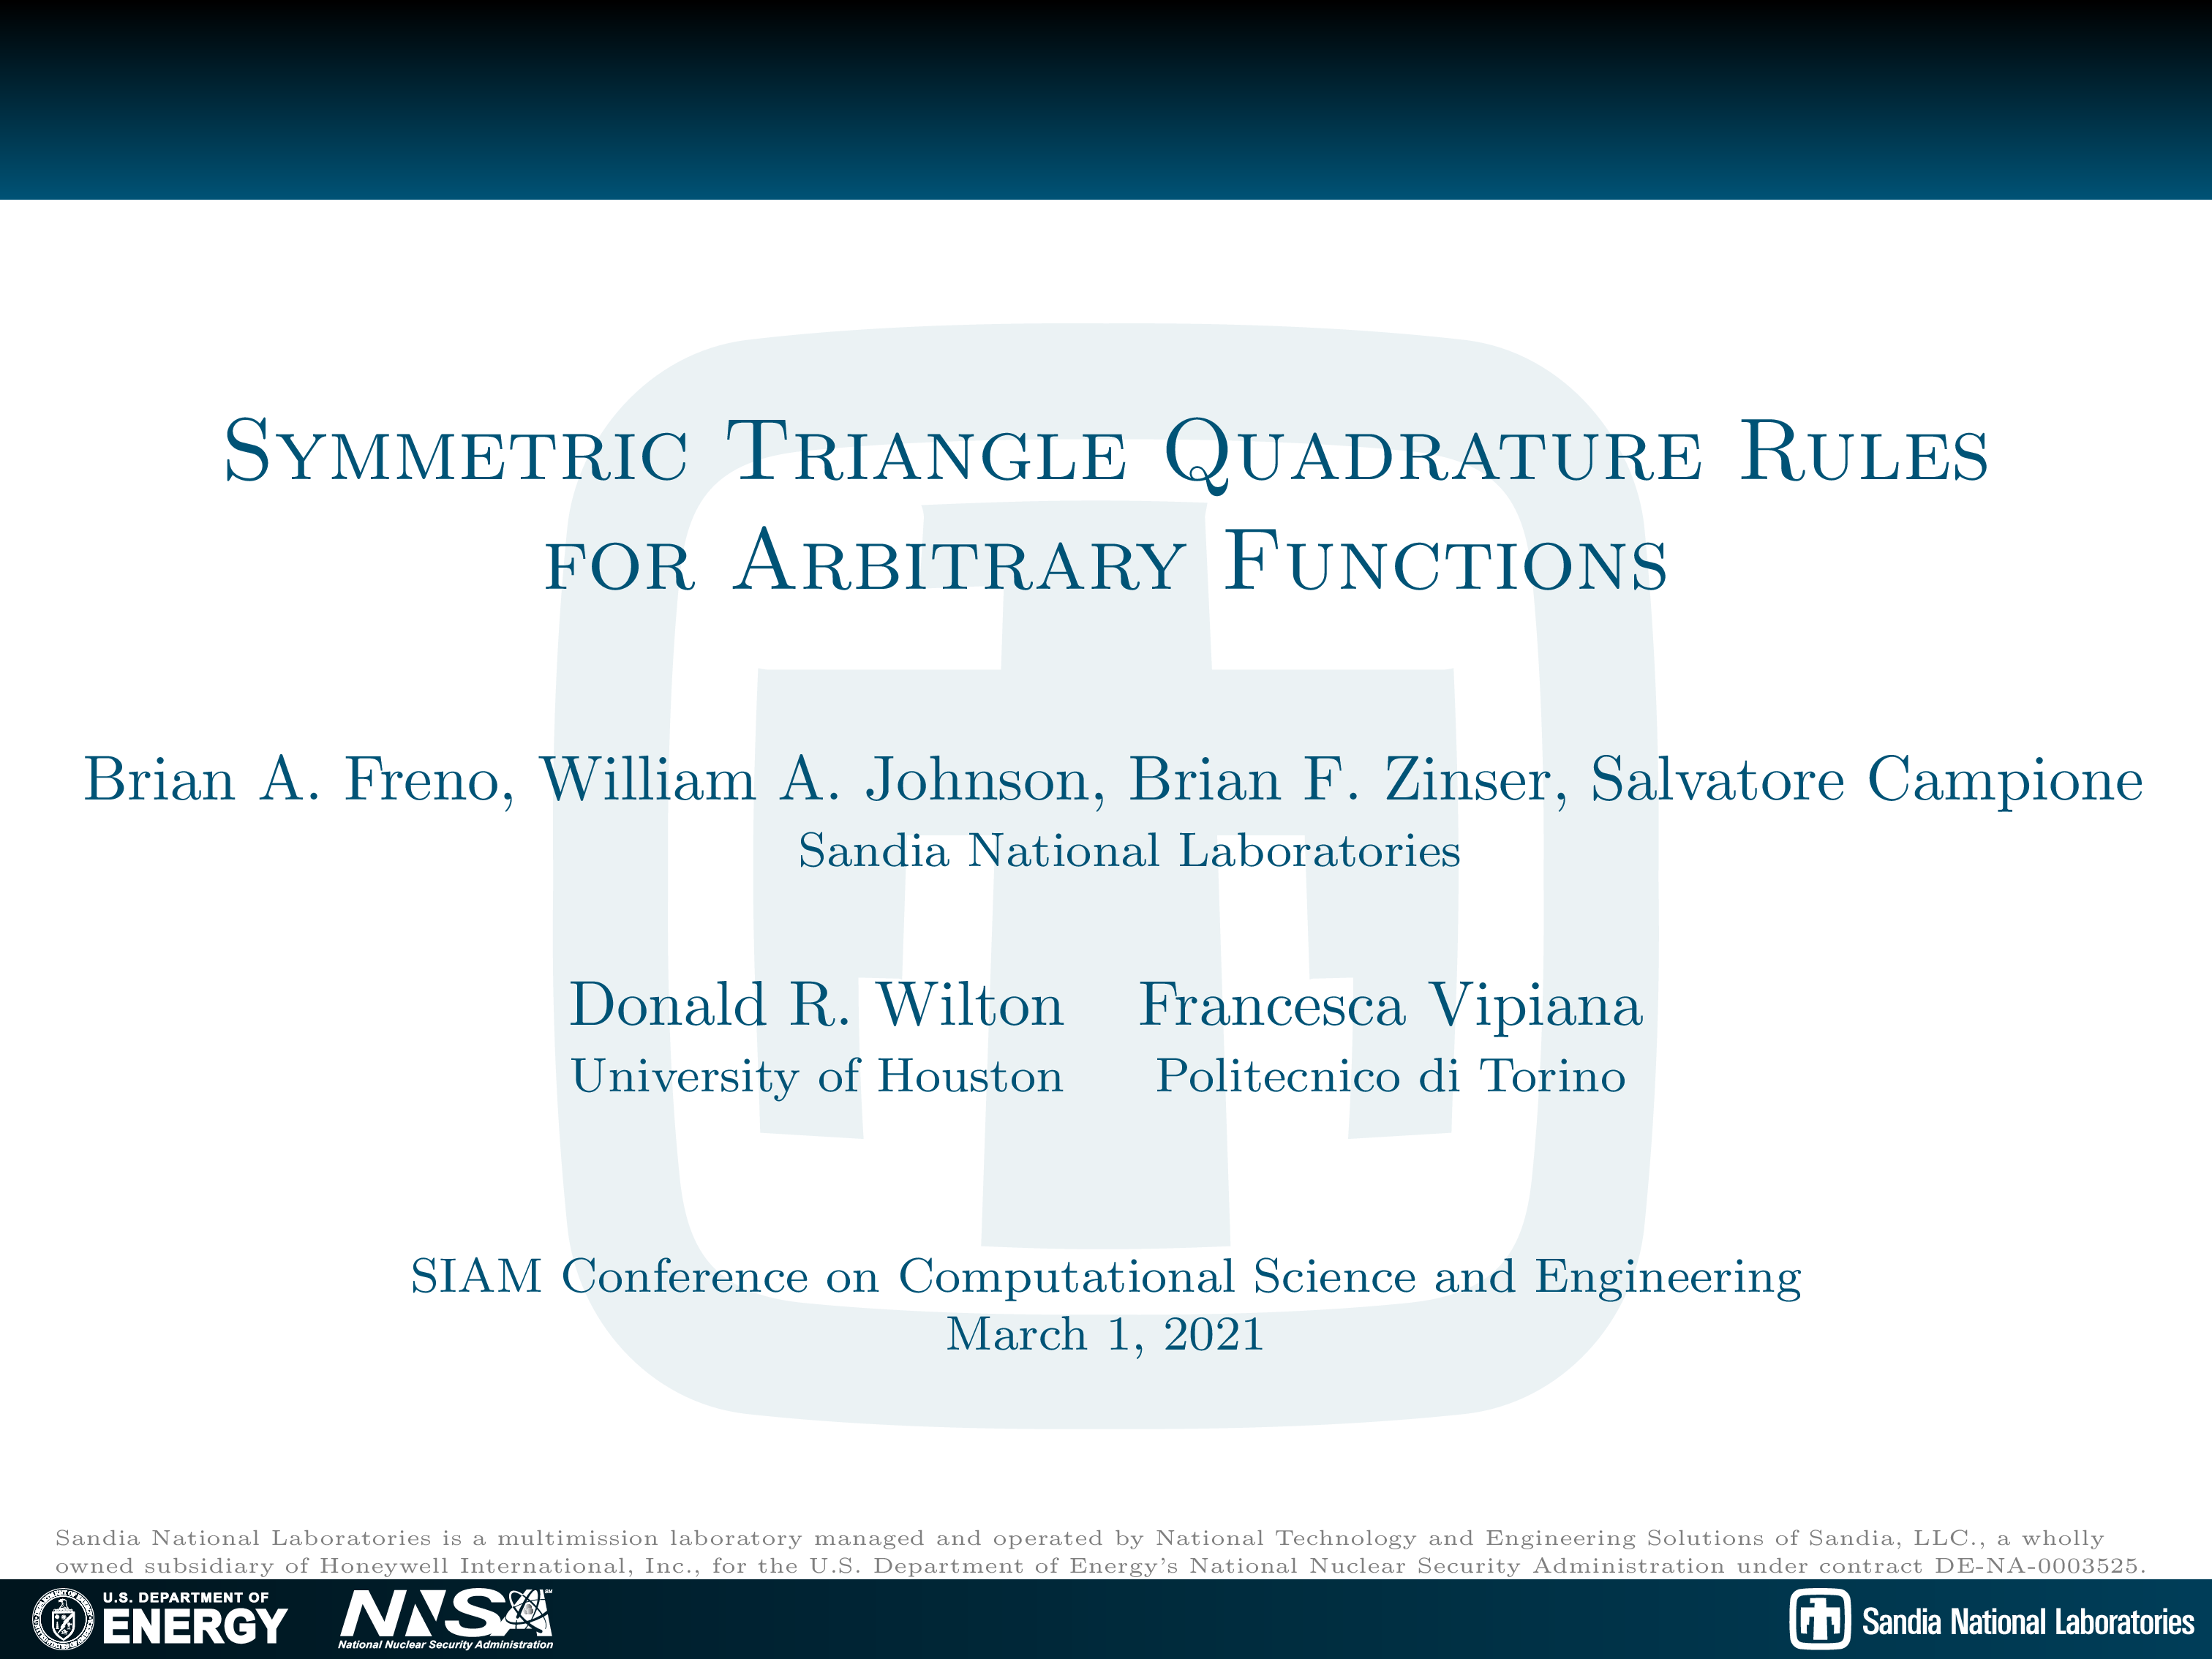 Symmetric Triangle Quadrature Rules
for Arbitrary Functions
Brian A. Freno, William A. Johnson, Brian F. Zinser, Salvatore Campione
Sandia National Laboratories
Donald R. Wilton Francesca Vipiana
University of Houston Politecnico di Torino
SIAM Conference on Computational Science and Engineering
March 1, 2021
Sandia National Laboratories is a multimission laboratory managed and operated by National Technology and Engineering Solutions of Sandia, LLC., a wholly
owned subsidiary of Honeywell International, Inc., for the U.S. Department of Energy's National Nuclear Security Administration under contract DE-NA-0003525.
U.S. DEPARTMENT OF
ENERGY
NNSA
National Nuclear Security Administration
Sandia National Laboratories